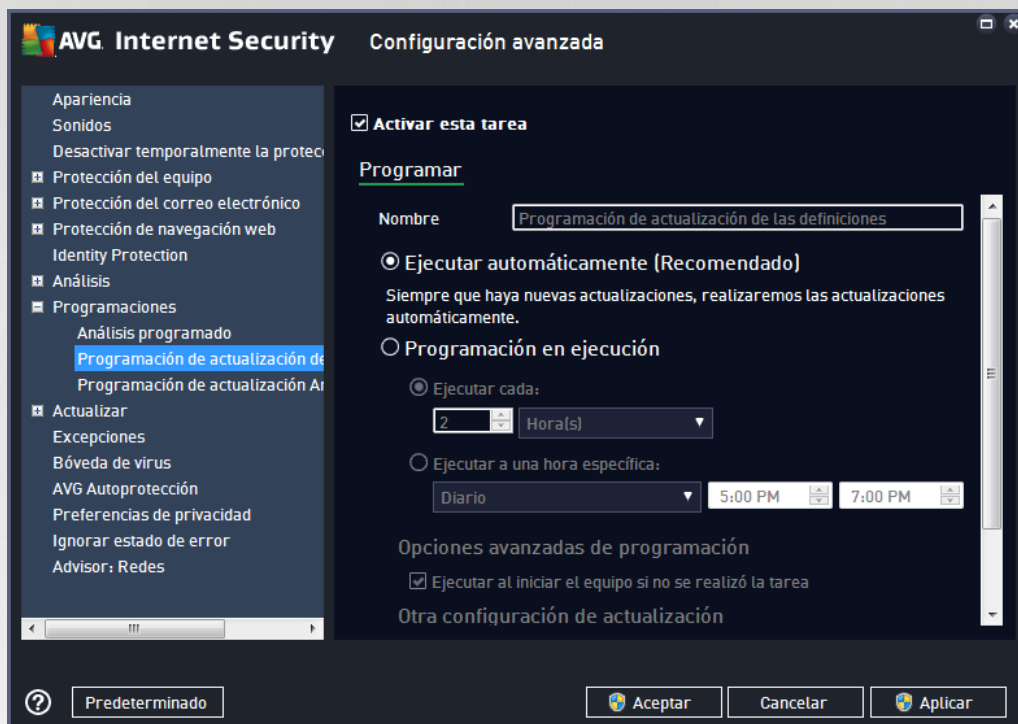 AVG. Internet Security
Configuración avanzada
Apariencia
Sonidos
Desactivar temporalmente la protec
Protección del equipo
Protección del correo electrónico
Protección de navegación web
Identity Protection
Análisis
Programaciones
Análisis programado
Programación de actualización de
Programación de actualización An
Actualizar
Excepciones
Bóveda de virus
AVG Autoprotección
Preferencias de privacidad
Ignorar estado de error
Advisor: Redes
Activar esta tarea
Programar
Nombre
Programación de actualización de las definiciones
Ejecutar automáticamente (Recomendado)
Siempre que haya nuevas actualizaciones, realizaremos las actualizaciones
automáticamente.
Programación en ejecución
Ejecutar cada:
2 Hora(s)
Ejecutar a una hora específica:
Diario 5:00 PM 7:00 PM
Opciones avanzadas de programación
Ejecutar al iniciar el equipo si no se realizó la tarea
Otra configuración de actualización
? Predeterminado Aceptar Cancelar Aplicar